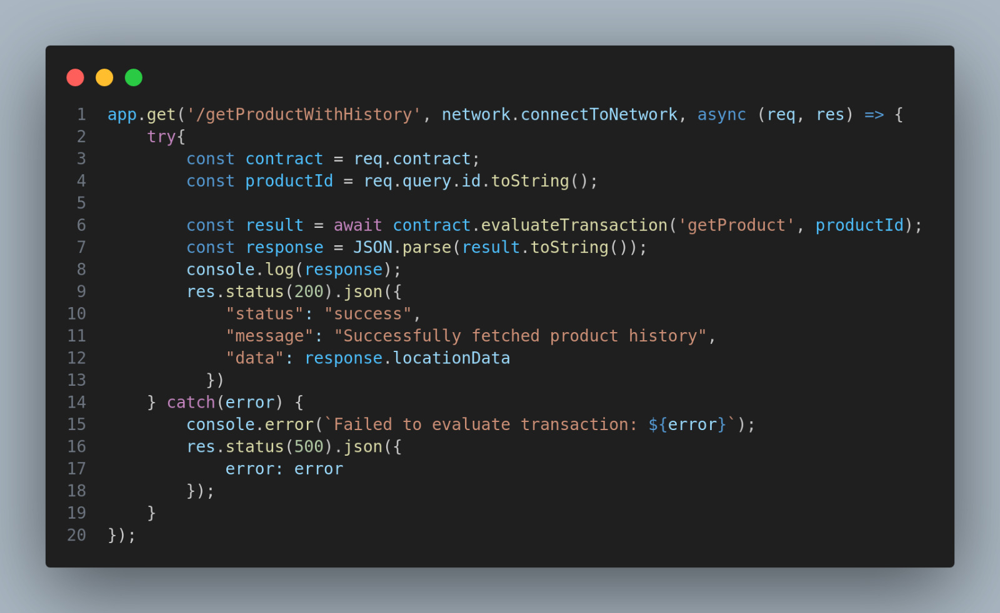 1 app.get('/getProductWithHistory', network.connectToNetwork, async (req, res) => {
2     try{
3         const contract = req.contract;
4         const productId = req.query.id.toString();
5
6         const result = await contract.evaluateTransaction('getProduct', productId);
7         const response = JSON.parse(result.toString());
8         console.log(response);
9         res.status(200).json({
10             "status": "success",
11             "message": "Successfully fetched product history",
12             "data": response.locationData
13           })
14     } catch(error) {
15         console.error(`Failed to evaluate transaction: ${error}`);
16         res.status(500).json({
17             error: error
18         });
19     }
20 });